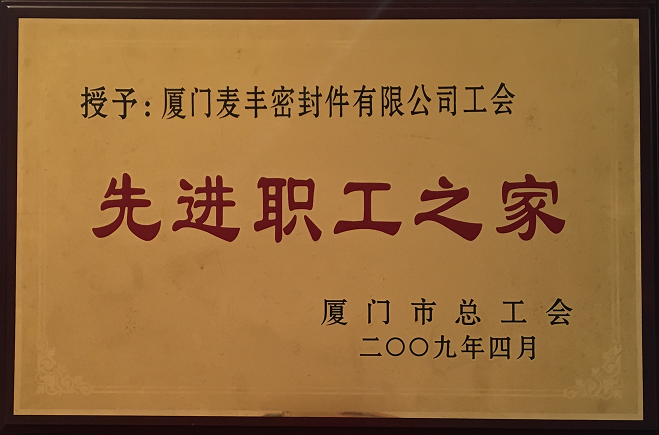 授予：厦门麦丰密封件有限公司工会
先进职工之家
厦门市总工会
二〇〇九年四月